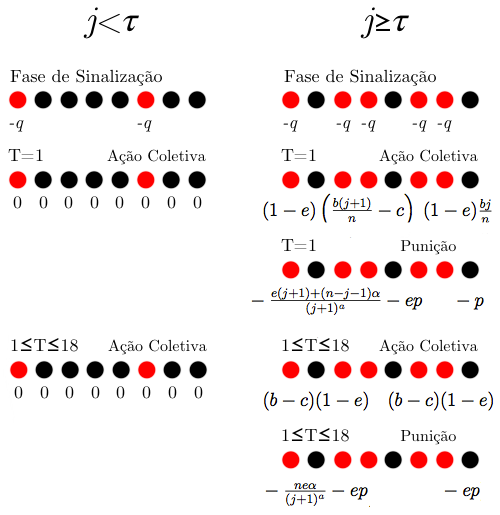 j<τ
j≥τ
Fase de Sinalização
Fase de Sinalização
-q -q
-q -q -q -q -q
T=1 Ação Coletiva
T=1 Ação Coletiva
0 0 0 0 0 0 0 0
(1 − e) ( b(j+1)/n − c ) (1 − e) bj/n
T=1 Punição
− e(j+1)+(n−j−1)α/(j+1)^a − ep − p
1≤T≤18 Ação Coletiva
1≤T≤18 Ação Coletiva
0 0 0 0 0 0 0 0
(b − c)(1 − e) (b − c)(1 − e)
1≤T≤18 Punição
− neα/(j+1)^a − ep − ep